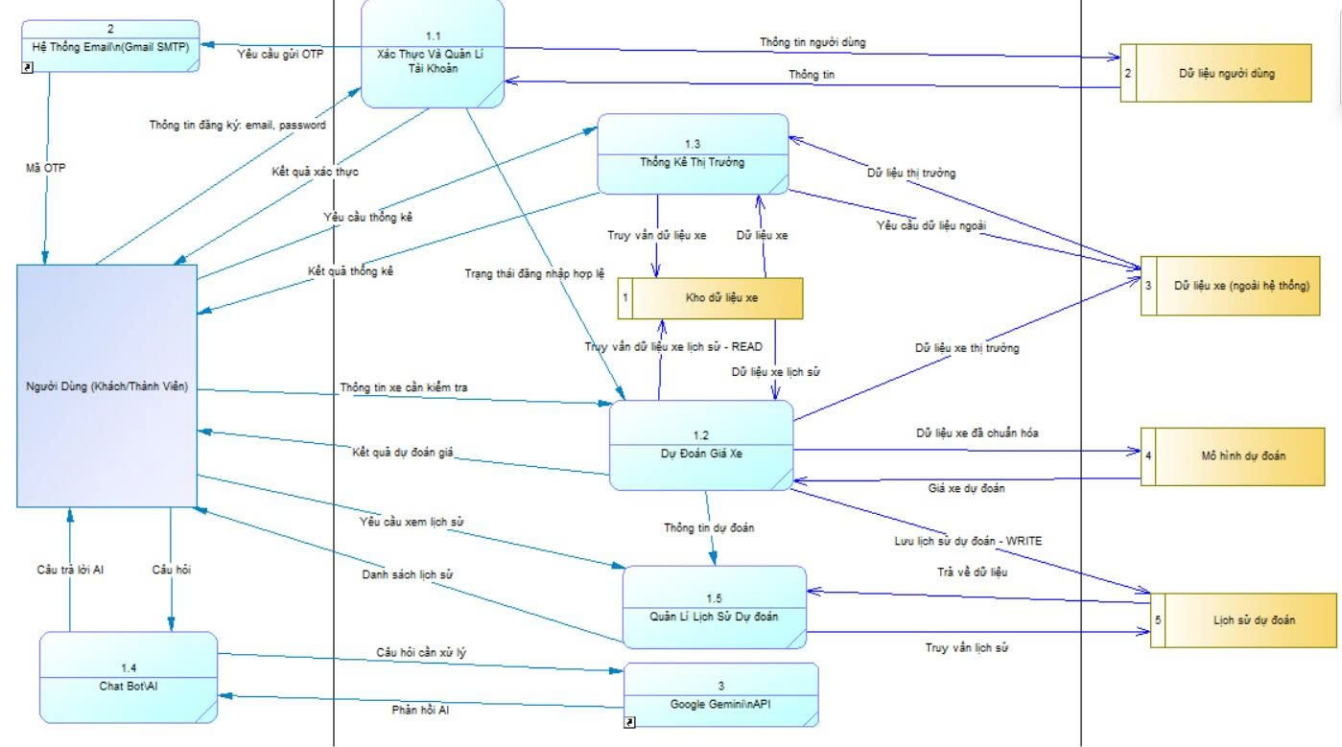 2
Hệ Thống Email\n(Gmail SMTP)
Yêu cầu gửi OTP
1.1
Xác Thực Và Quản Lí
Tài Khoản
Thông tin người dùng
Thông tin
2
Dữ liệu người dùng
Thông tin đăng ký: email, password
Mã OTP
Kết quả xác thực
1.3
Thống Kê Thị Trường
Dữ liệu thị trường
Yêu cầu thống kê
Yêu cầu dữ liệu ngoài
Truy vấn dữ liệu xe
Dữ liệu xe
Kết quả thống kê
Trạng thái đăng nhập hợp lệ
1
Kho dữ liệu xe
3
Dữ liệu xe (ngoài hệ thống)
Truy vấn dữ liệu xe lịch sử - READ
Dữ liệu xe thị trường
Dữ liệu xe lịch sử
Người Dùng (Khách/Thành Viên)
Thông tin xe cần kiểm tra
1.2
Dự Đoán Giá Xe
Dữ liệu xe đã chuẩn hóa
Kết quả dự đoán giá
4
Mô hình dự đoán
Giá xe dự đoán
Yêu cầu xem lịch sử
Thông tin dự đoán
Lưu lịch sử dự đoán - WRITE
Câu trả lời AI
Câu hỏi
Danh sách lịch sử
Trả về dữ liệu
1.5
Quản Lí Lịch Sử Dự đoán
5
Lịch sử dự đoán
Truy vấn lịch sử
1.4
Chat Bot\AI
Câu hỏi cần xử lý
3
Google Gemini\nAPI
Phản hồi AI